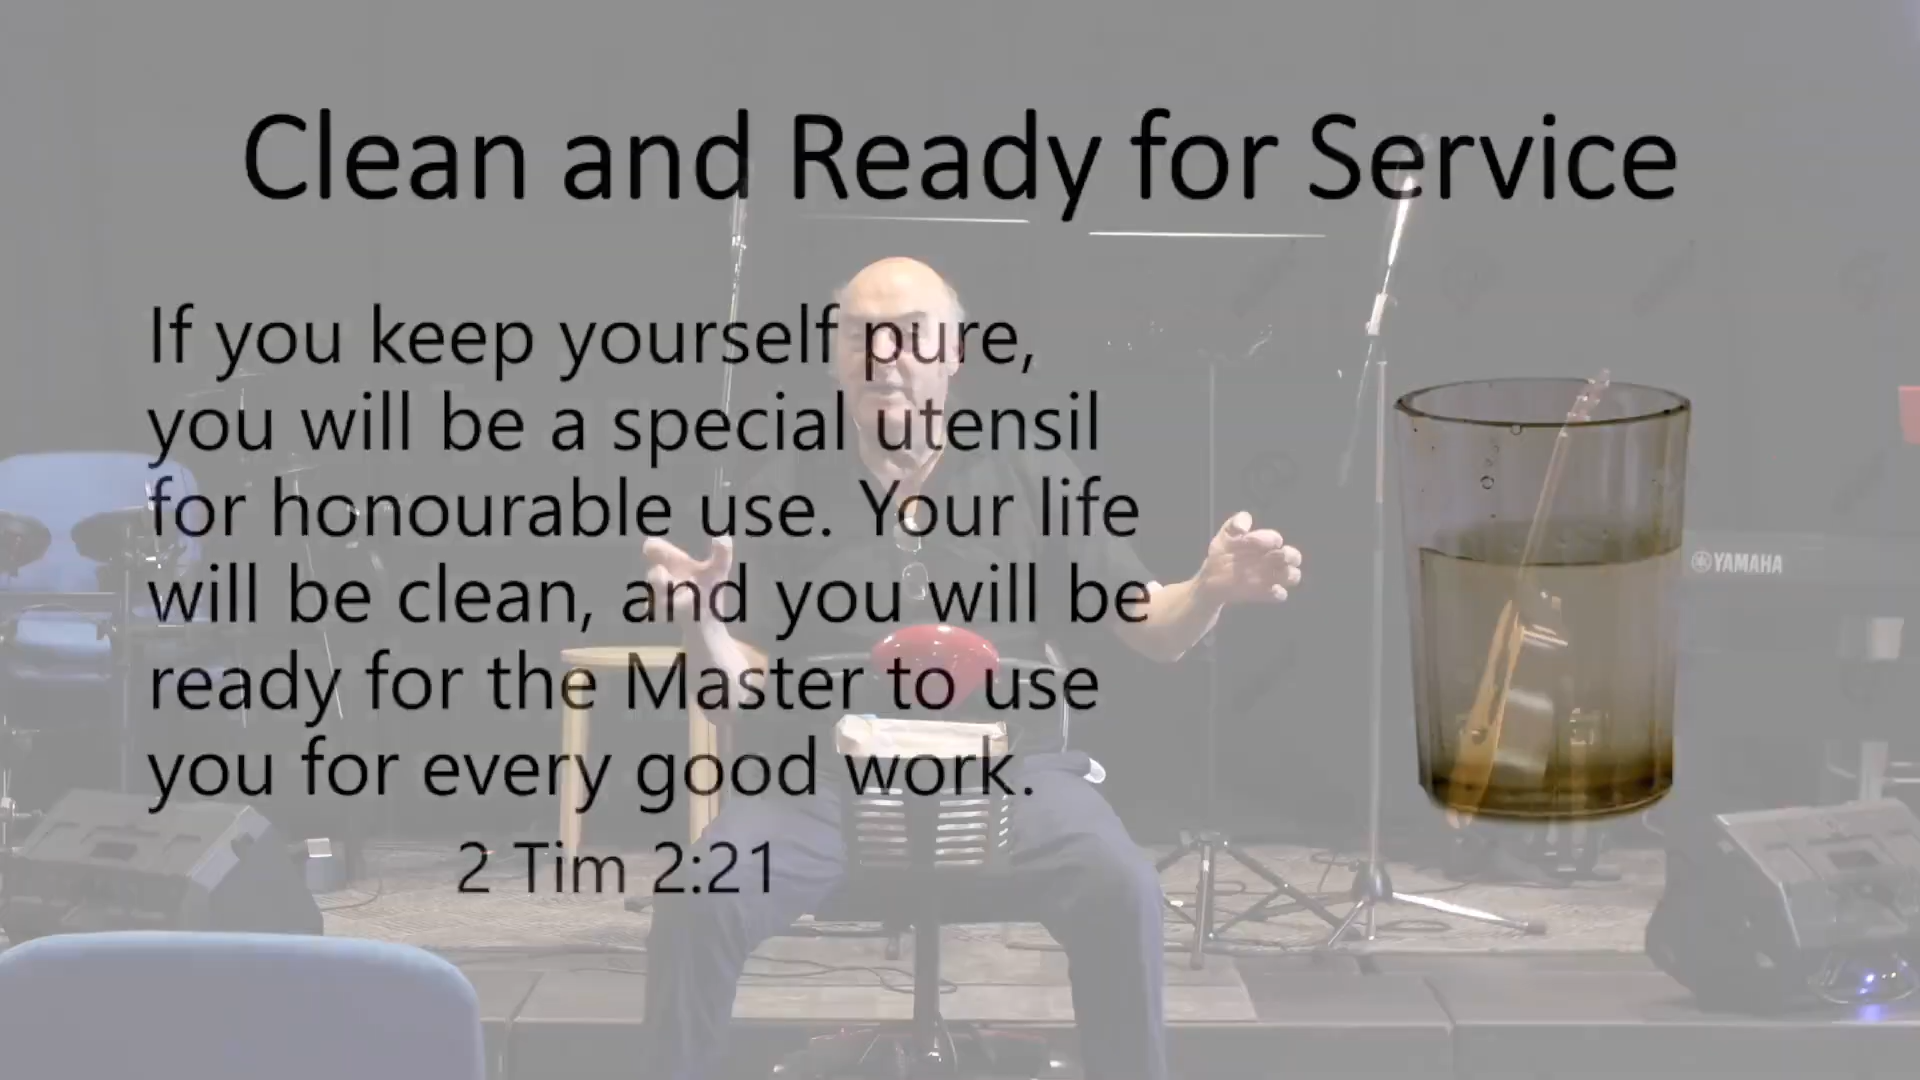 Clean and Ready for Service
If you keep yourself pure,
you will be a special utensil
for honourable use. Your life
will be clean, and you will be
ready for the Master to use
you for every good work.
2 Tim 2:21
YAMAHA